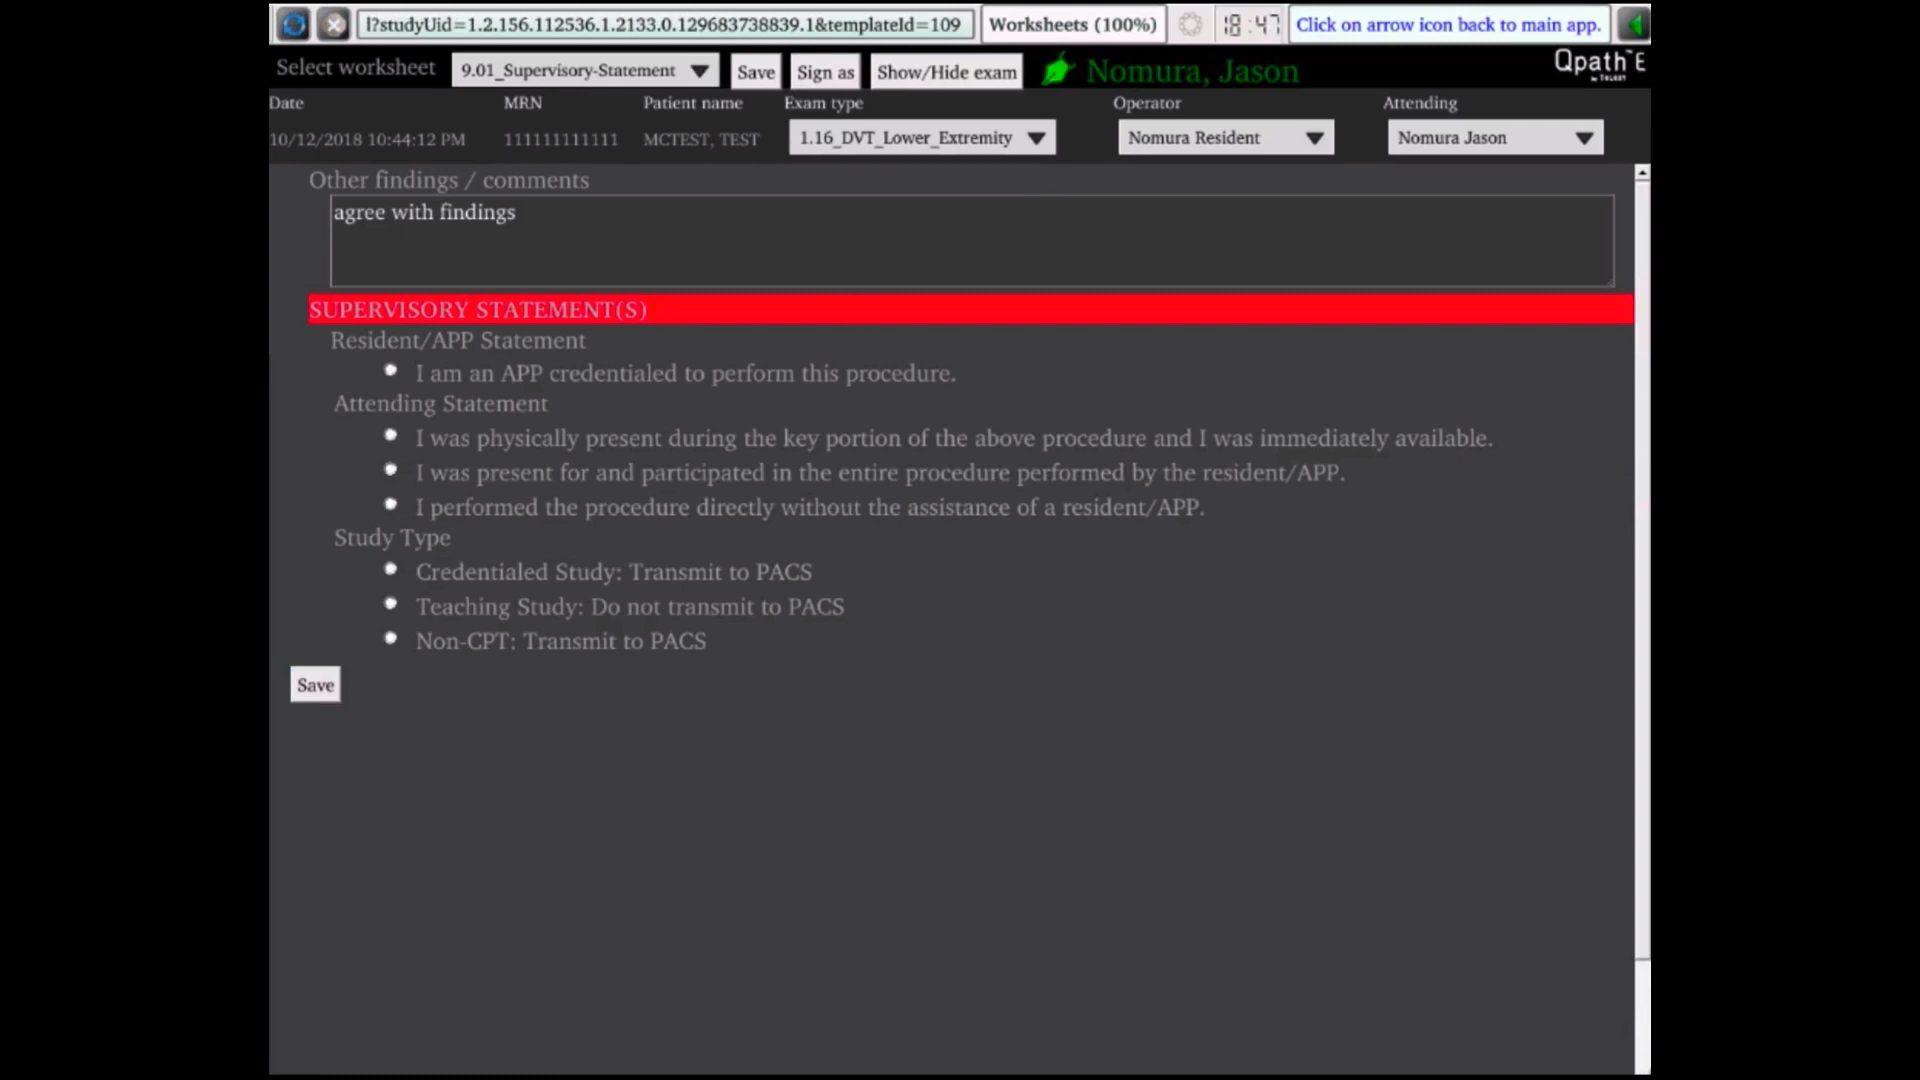 l?studyUid=1.2.156.112536.1.2133.0.129683738839.1&templateId=109 Worksheets (100%) 18:47 Click on arrow icon back to main app.
Select worksheet 9.01_Supervisory-Statement Save Sign as Show/Hide exam Nomura, Jason Qpath E
Date MRN Patient name Exam type Operator Attending
10/12/2018 10:44:12 PM 111111111111 MCTEST, TEST 1.16_DVT_Lower_Extremity Nomura Resident Nomura Jason
Other findings / comments
agree with findings
SUPERVISORY STATEMENT(S)
Resident/APP Statement
I am an APP credentialed to perform this procedure.
Attending Statement
I was physically present during the key portion of the above procedure and I was immediately available.
I was present for and participated in the entire procedure performed by the resident/APP.
I performed the procedure directly without the assistance of a resident/APP.
Study Type
Credentialed Study: Transmit to PACS
Teaching Study: Do not transmit to PACS
Non-CPT: Transmit to PACS
Save